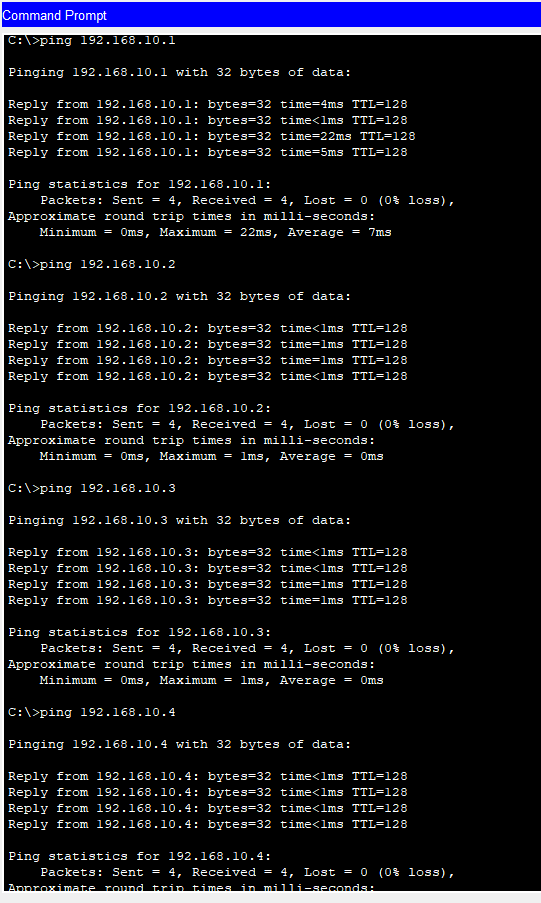 Command Prompt
C:\>ping 192.168.10.1
Pinging 192.168.10.1 with 32 bytes of data:
Reply from 192.168.10.1: bytes=32 time=4ms TTL=128
Reply from 192.168.10.1: bytes=32 time<1ms TTL=128
Reply from 192.168.10.1: bytes=32 time=22ms TTL=128
Reply from 192.168.10.1: bytes=32 time=5ms TTL=128
Ping statistics for 192.168.10.1:
Packets: Sent = 4, Received = 4, Lost = 0 (0% loss),
Approximate round trip times in milli-seconds:
Minimum = 0ms, Maximum = 22ms, Average = 7ms
C:\>ping 192.168.10.2
Pinging 192.168.10.2 with 32 bytes of data:
Reply from 192.168.10.2: bytes=32 time<1ms TTL=128
Reply from 192.168.10.2: bytes=32 time=1ms TTL=128
Reply from 192.168.10.2: bytes=32 time=1ms TTL=128
Reply from 192.168.10.2: bytes=32 time<1ms TTL=128
Ping statistics for 192.168.10.2:
Packets: Sent = 4, Received = 4, Lost = 0 (0% loss),
Approximate round trip times in milli-seconds:
Minimum = 0ms, Maximum = 1ms, Average = 0ms
C:\>ping 192.168.10.3
Pinging 192.168.10.3 with 32 bytes of data:
Reply from 192.168.10.3: bytes=32 time<1ms TTL=128
Reply from 192.168.10.3: bytes=32 time<1ms TTL=128
Reply from 192.168.10.3: bytes=32 time=1ms TTL=128
Reply from 192.168.10.3: bytes=32 time=1ms TTL=128
Ping statistics for 192.168.10.3:
Packets: Sent = 4, Received = 4, Lost = 0 (0% loss),
Approximate round trip times in milli-seconds:
Minimum = 0ms, Maximum = 1ms, Average = 0ms
C:\>ping 192.168.10.4
Pinging 192.168.10.4 with 32 bytes of data:
Reply from 192.168.10.4: bytes=32 time<1ms TTL=128
Reply from 192.168.10.4: bytes=32 time<1ms TTL=128
Reply from 192.168.10.4: bytes=32 time<1ms TTL=128
Reply from 192.168.10.4: bytes=32 time<1ms TTL=128
Ping statistics for 192.168.10.4:
Packets: Sent = 4, Received = 4, Lost = 0 (0% loss),
Approximate round trip times in milli-seconds: